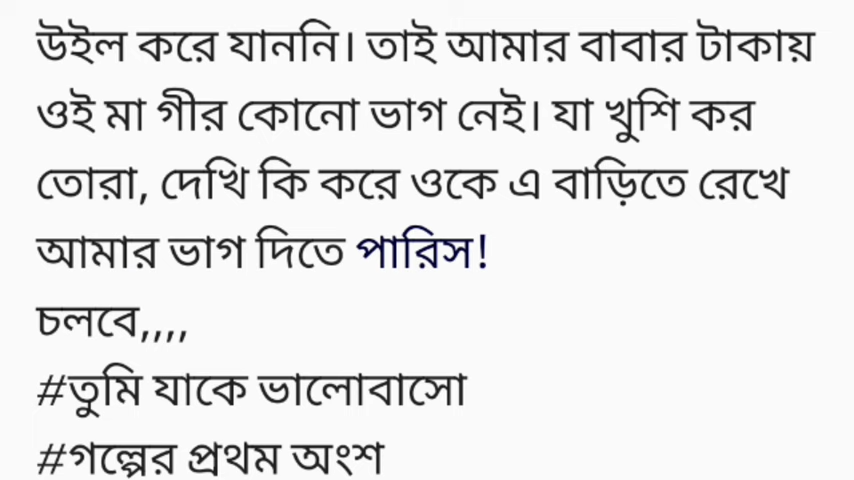 উইল করে যাননি। তাই আমার বাবার টাকায়
ওই মা গীর কোনো ভাগ নেই। যা খুশি কর
তোরা, দেখি কি করে ওকে এ বাড়িতে রেখে
আমার ভাগ দিতে পারিস!
চলবে,,,,
#তুমি যাকে ভালোবাসো
#গল্পের প্রথম অংশ